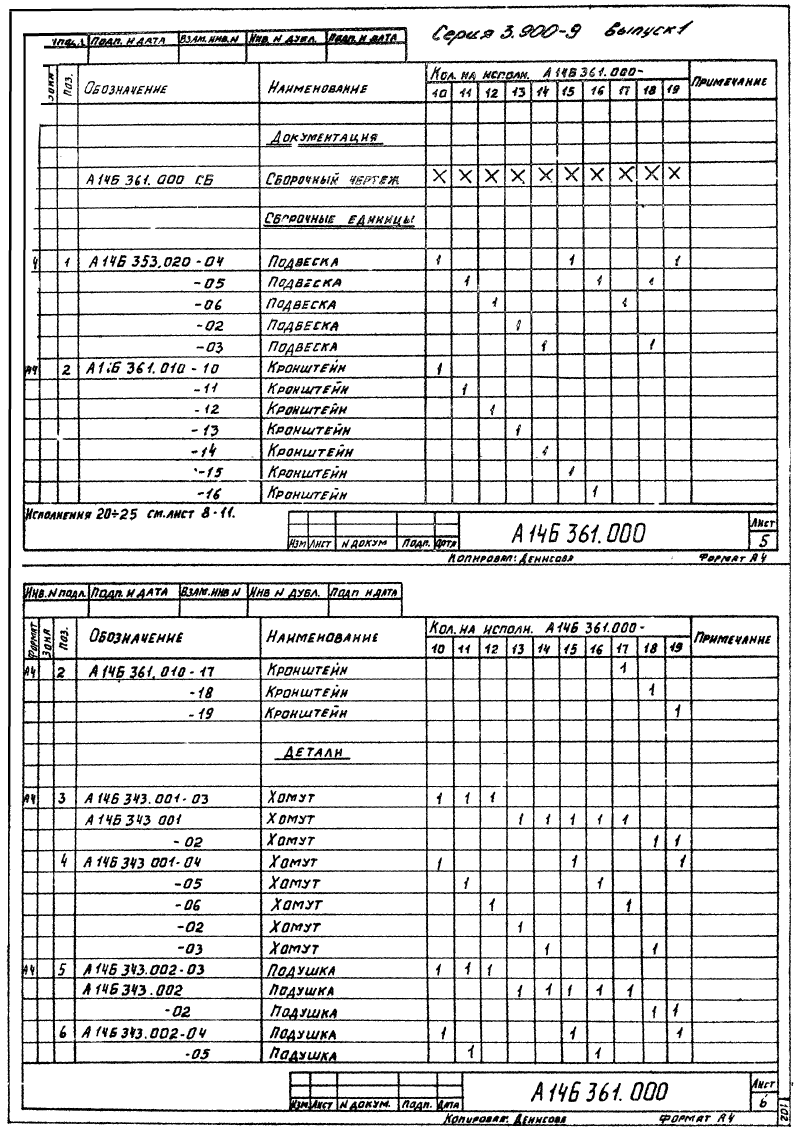 Серия 3.900-9 Выпуск 1
Подп. и дата Взам. инв. N Инв. N дубл. Подп. и дата
Зона Поз. Обозначение Наименование Кол. на исполн. А14Б361.000- Примечание
10 11 12 13 14 15 16 17 18 19
Документация
А14Б 361.000 СБ Сборочный чертеж X X X X X X X X X X
Сборочные единицы
4 1 А14Б 353.020-04 Подвеска 1 1 1
-05 Подвеска 1 1 1
-06 Подвеска 1 1
-02 Подвеска 1
-03 Подвеска 1 1
А4 2 А14Б 361.010-10 Кронштейн 1
-11 Кронштейн 1
-12 Кронштейн 1
-13 Кронштейн 1
-14 Кронштейн 1
-15 Кронштейн 1
-16 Кронштейн 1
Исполнения 20÷25 см. лист 8-11.
Изм Лист N докум Подп. Дата А14Б 361.000 Лист 5
Копировал: Денисова Формат А4
Инв. N подл. Подп. и дата Взам. инв N Инв N дубл. Подп и дата
Формат Зона Поз. Обозначение Наименование Кол. на исполн. А14Б 361.000- Примечание
10 11 12 13 14 15 16 17 18 19
А4 2 А14Б 361.010-17 Кронштейн 1
-18 Кронштейн 1
-19 Кронштейн 1
Детали
А4 3 А14Б 343.001-03 Хомут 1 1 1
А14Б 343 001 Хомут 1 1 1 1 1
-02 Хомут 1 1
4 А14Б 343 001-04 Хомут 1 1 1
-05 Хомут 1 1
-06 Хомут 1 1
-02 Хомут 1
-03 Хомут 1 1
А4 5 А14Б 343.002-03 Подушка 1 1 1
А14Б 343.002 Подушка 1 1 1 1 1
-02 Подушка 1 1
6 А14Б 343.002-04 Подушка 1 1 1
-05 Подушка 1 1
Изм Лист N докум. Подп. Дата А14Б 361.000 Лист 6
Копировал: Денисова Формат А4